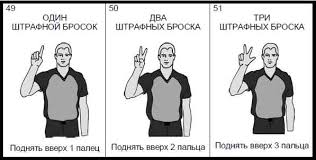 49
ОДИН
ШТРАФНОЙ БРОСОК
Поднять вверх 1 палец
50
ДВА
ШТРАФНЫХ БРОСКА
Поднять вверх 2 пальца
51
ТРИ
ШТРАФНЫХ БРОСКА
Поднять вверх 3 пальца